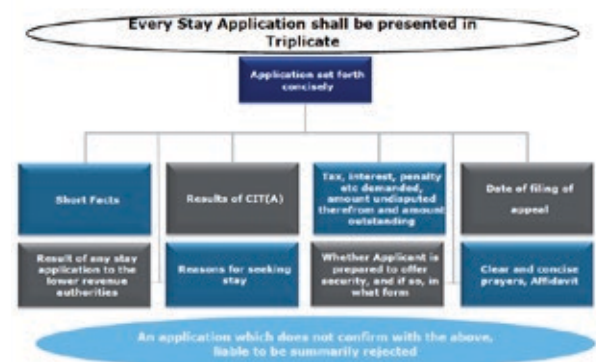 Every Stay Application shall be presented in
Triplicate
Application set forth
concisely
Short Facts
Results of CIT(A)
Tax, interest, penalty
etc demanded,
amount undisputed
therefrom and amount
outstanding
Date of filing of
appeal
Result of any stay
application to the
lower revenue
authorities
Reasons for seeking
stay
Whether Applicant is
prepared to offer
security, and if so, in
what form
Clear and concise
prayers, Affidavit
An application which does not confirm with the above,
liable to be summarily rejected